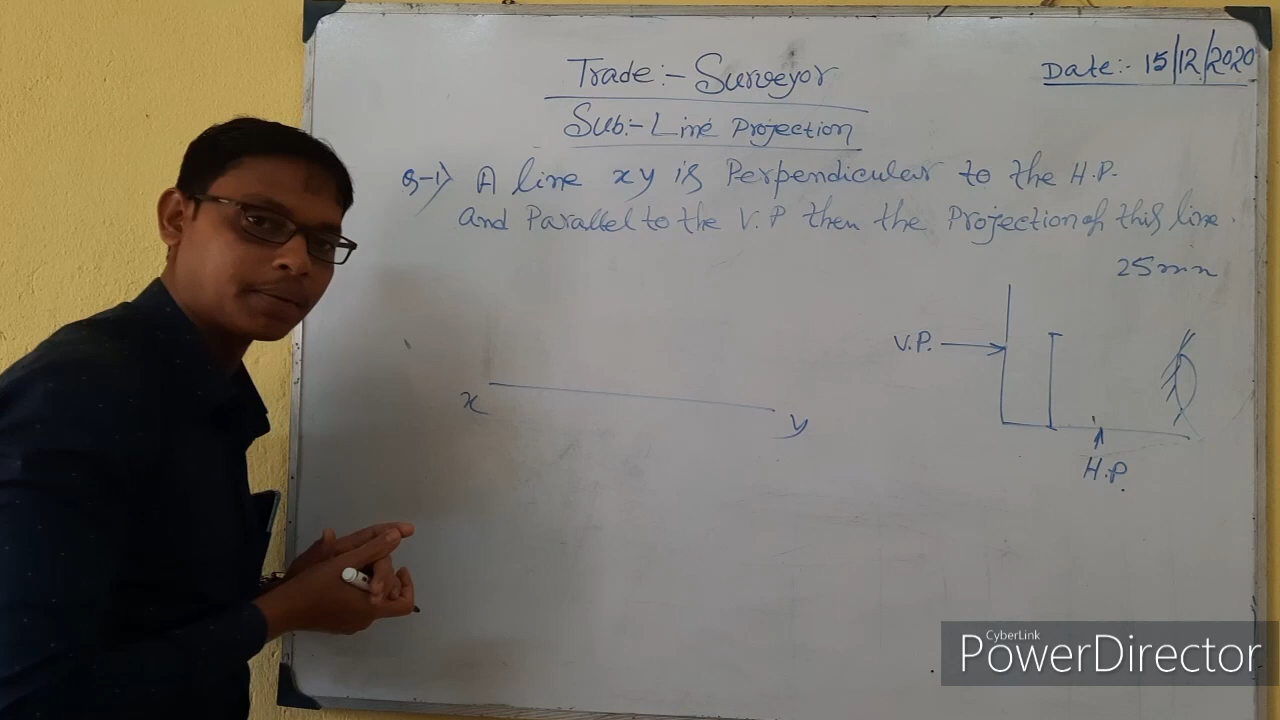 Trade:- Surveyor
Date:- 15/12/2020
Sub:- Line Projection
Q-1) A line xy is Perpendicular to the H.P.
And Parallel to the V.P then the Projection of this line.
25mm
V.P.
x
y
H.P.
CyberLink
PowerDirector